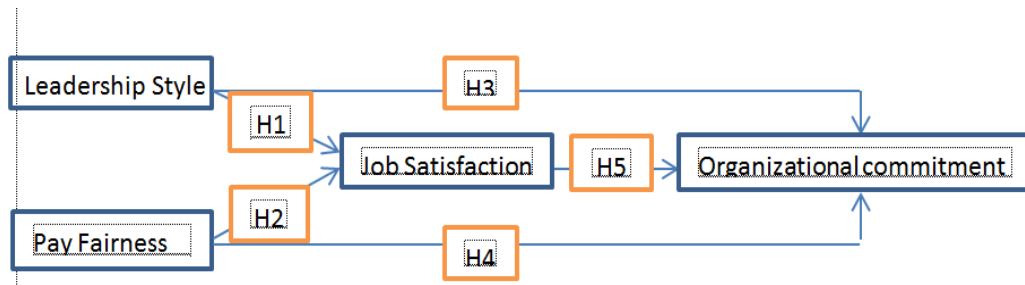 Leadership Style
H3
H1
Job Satisfaction
H5
Organizational commitment
H2
Pay Fairness
H4